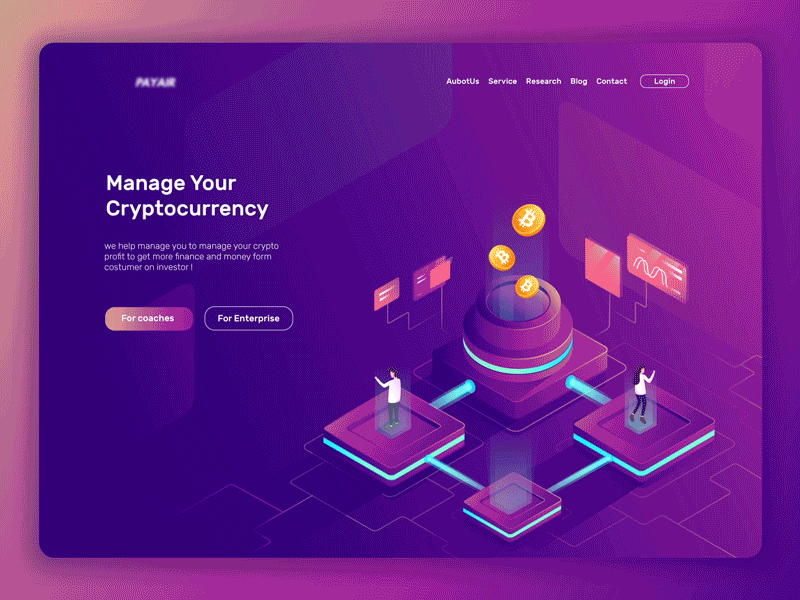 PAYAIR
AubotUs Service Research Blog Contact Login
Manage Your
Cryptocurrency
we help manage you to manage your crypto
profit to get more finance and money form
costumer on investor !
For coaches For Enterprise